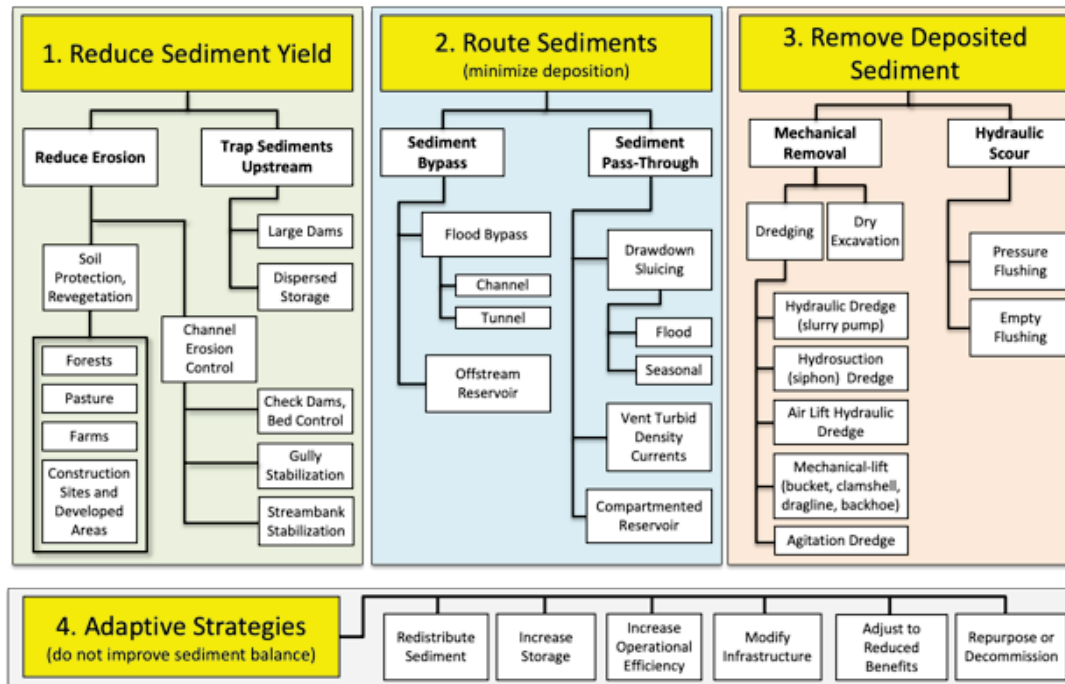 1. Reduce Sediment Yield
Reduce Erosion
Trap Sediments
Upstream
Large Dams
Dispersed
Storage
Soil
Protection,
Revegetation
Forests
Pasture
Farms
Construction
Sites and
Developed
Areas
Channel
Erosion
Control
Check Dams,
Bed Control
Gully
Stabilization
Streambank
Stabilization
2. Route Sediments
(minimize deposition)
Sediment
Bypass
Flood Bypass
Channel
Tunnel
Offstream
Reservoir
Sediment
Pass-Through
Drawdown
Sluicing
Flood
Seasonal
Vent Turbid
Density
Currents
Compartmented
Reservoir
3. Remove Deposited
Sediment
Mechanical
Removal
Dredging
Dry
Excavation
Hydraulic Dredge
(slurry pump)
Hydrosuction
(siphon) Dredge
Air Lift Hydraulic
Dredge
Mechanical-lift
(bucket, clamshell,
dragline, backhoe)
Agitation Dredge
Hydraulic
Scour
Pressure
Flushing
Empty
Flushing
4. Adaptive Strategies
(do not improve sediment balance)
Redistribute
Sediment
Increase
Storage
Increase
Operational
Efficiency
Modify
Infrastructure
Adjust to
Reduced
Benefits
Repurpose or
Decommission